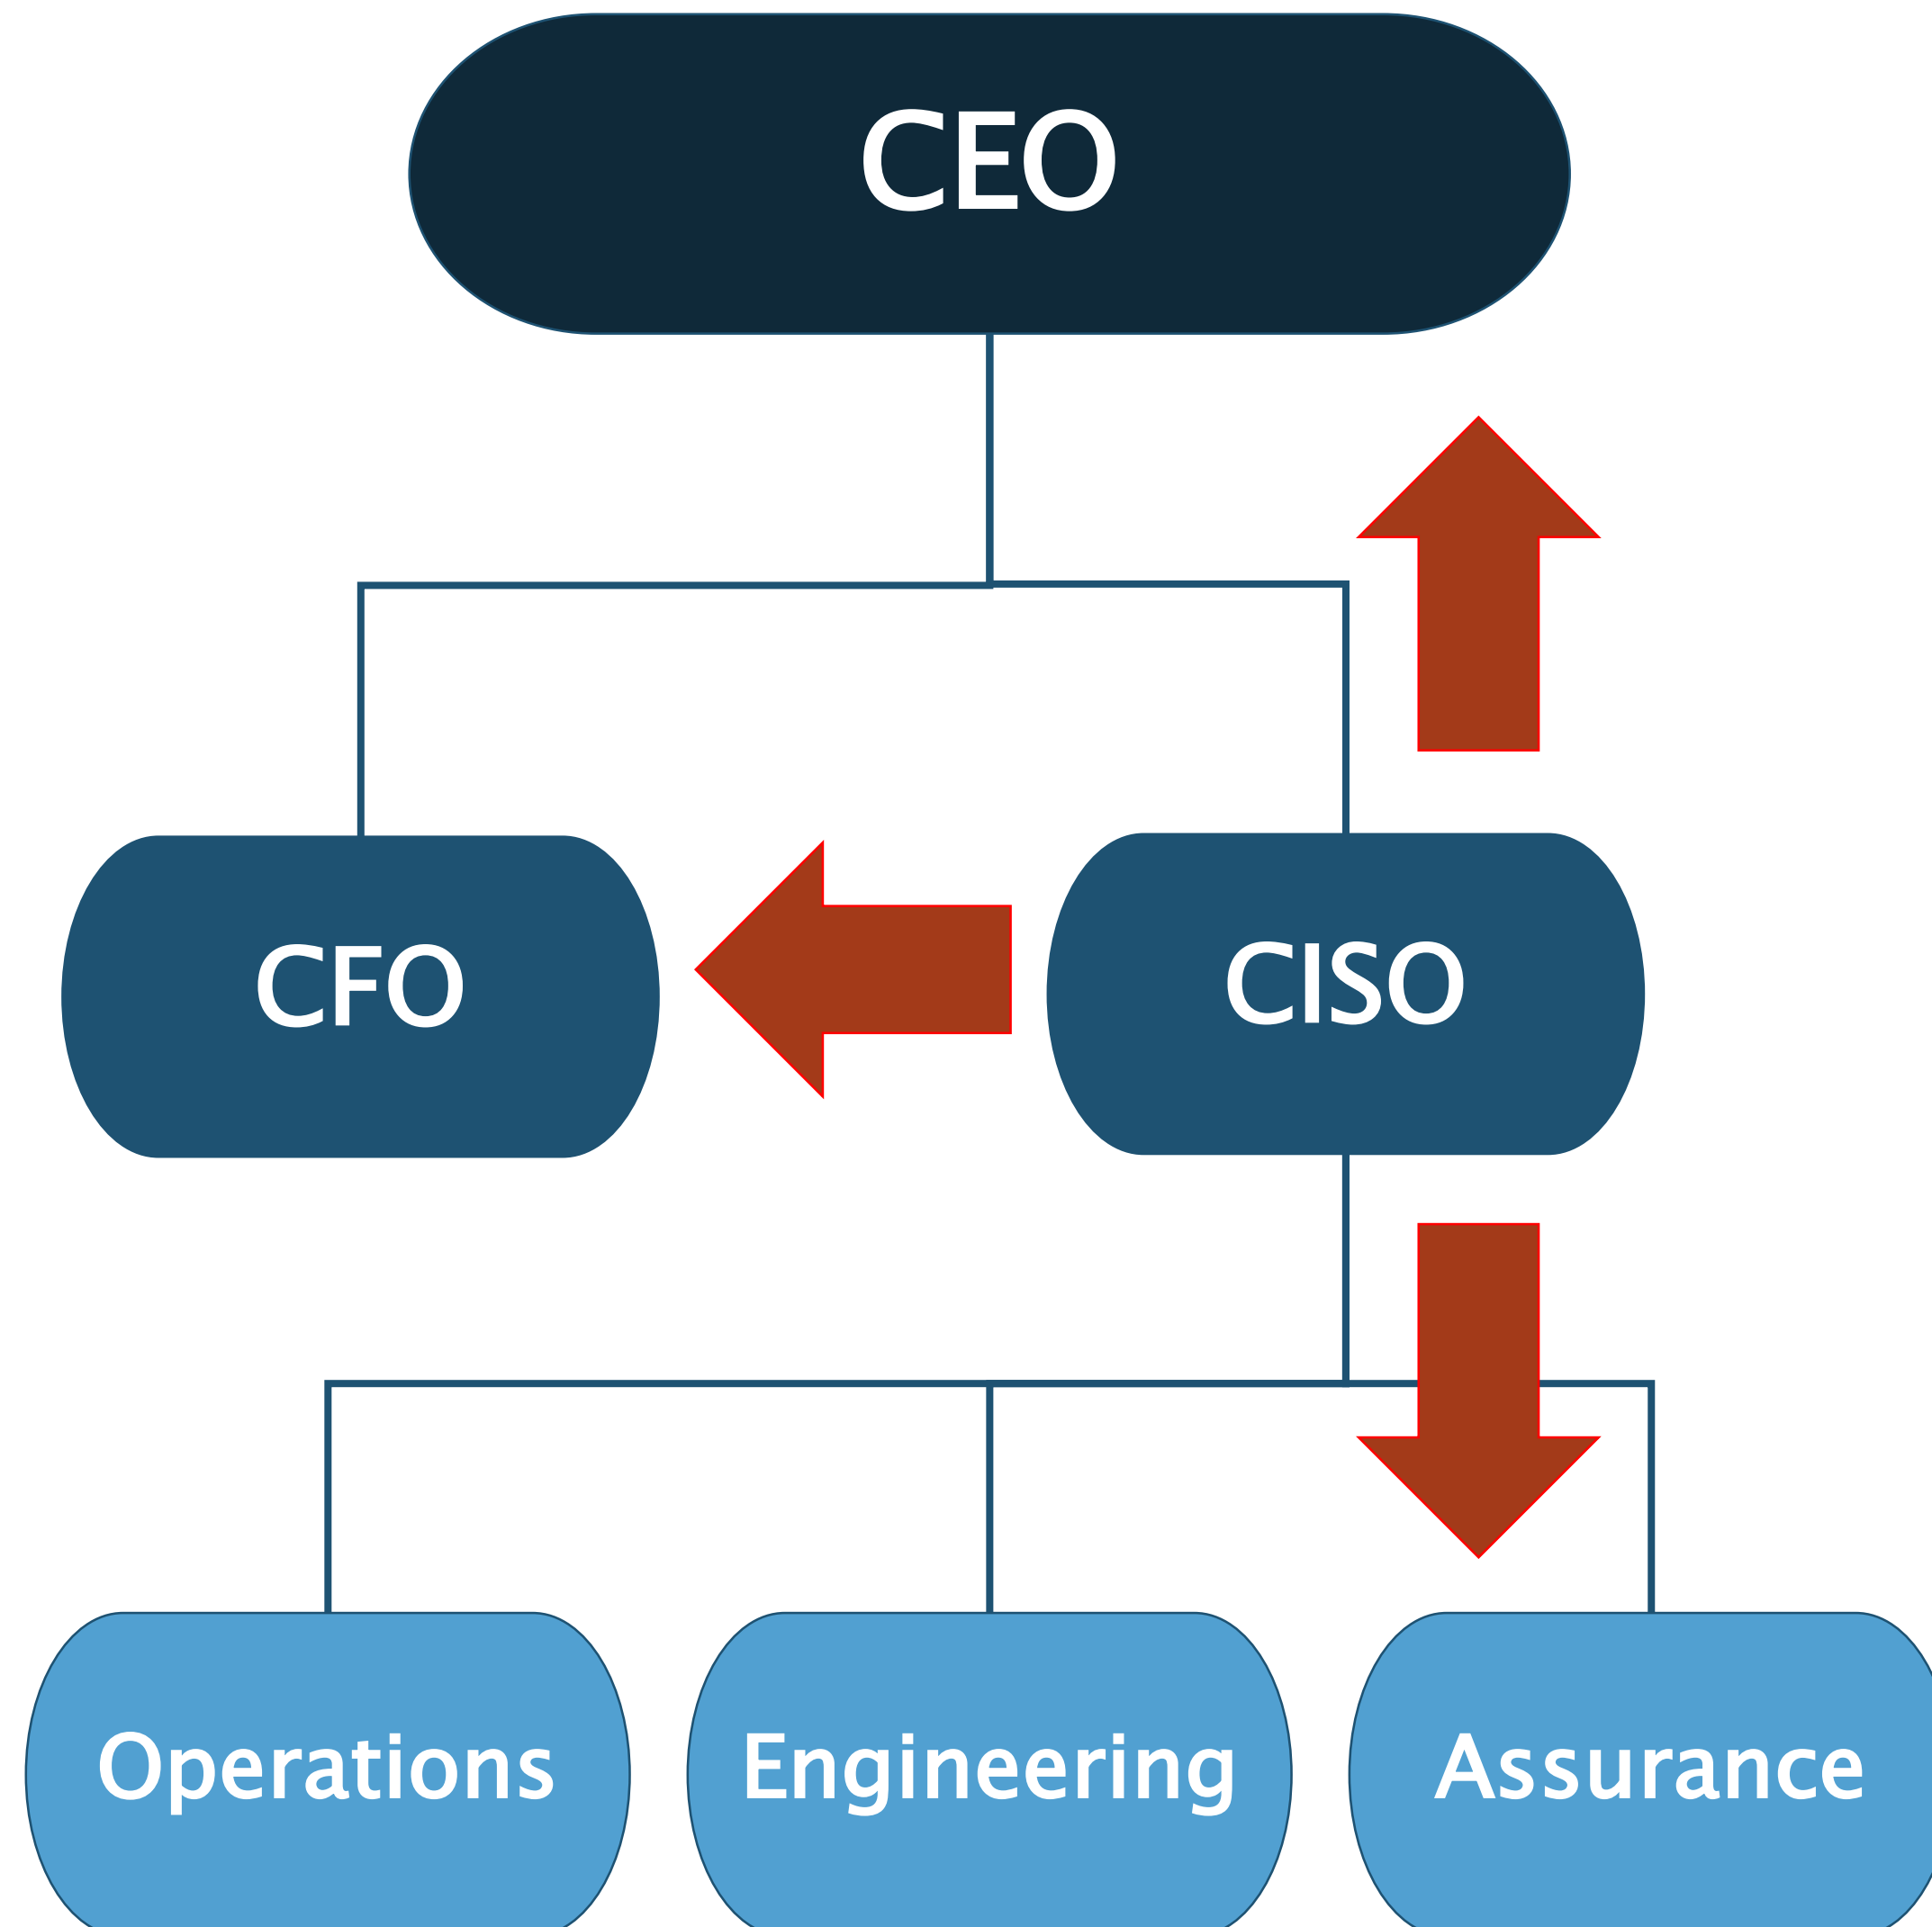 CEO
CFO
CISO
Operations
Engineering
Assurance